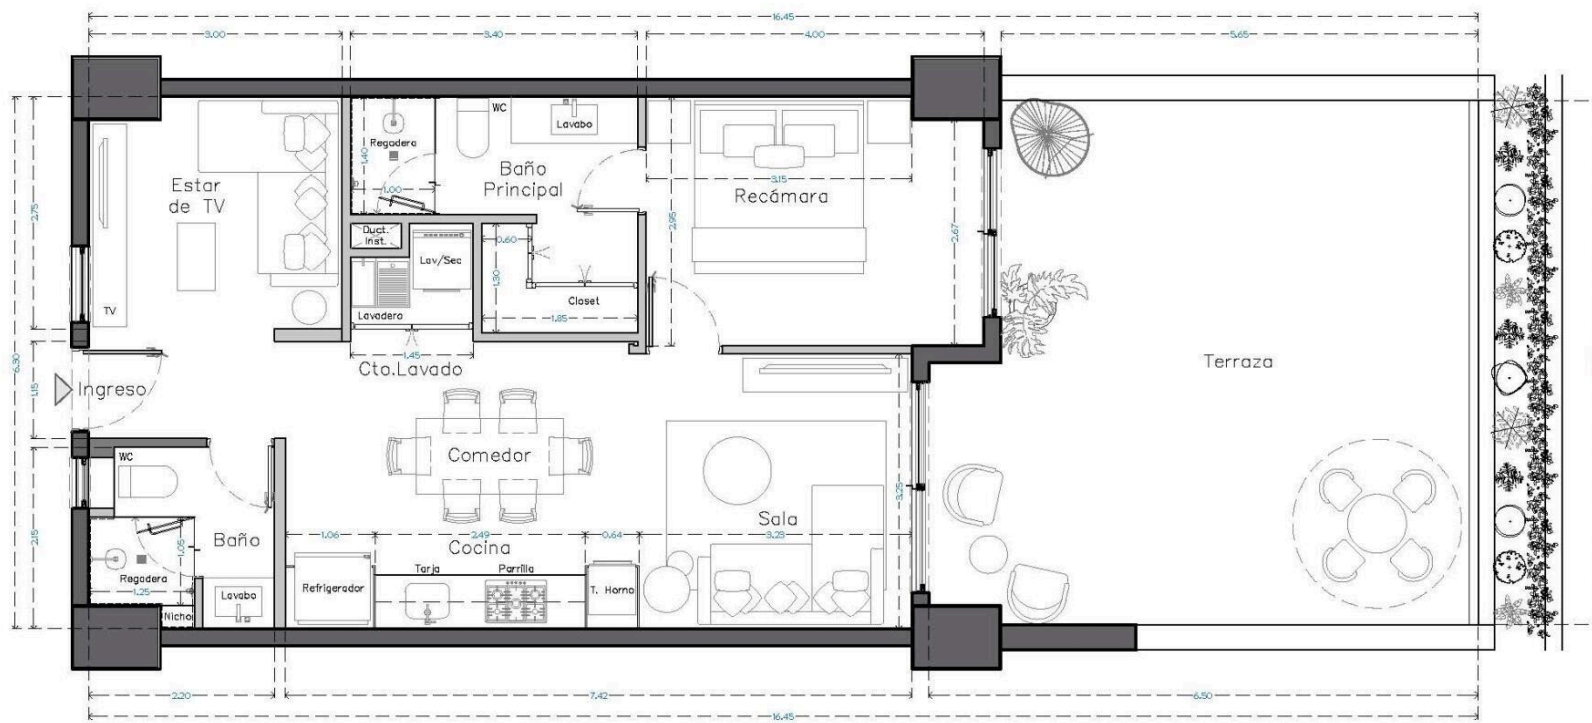 16.45
3.00
3.40
4.00
5.65
WC
Lavabo
Regadera
1.40
1.00
Baño
Principal
Estar
de TV
3.15
Recámara
2.75
2.95
2.67
Duct.
Inst.
0.60
Lav/Sec
1.30
Closet
TV
Lavadero
1.85
1.45
Cto.Lavado
6.30
1.15
Ingreso
Terraza
WC
Comedor
3.25
2.15
1.05
Baño
1.06
2.49
0.64
Sala
Cocina
Tarja
Parrilla
Regadera
1.25
Refrigerador
T. Horno
Lavabo
Nicho
2.20
7.42
6.50
16.45